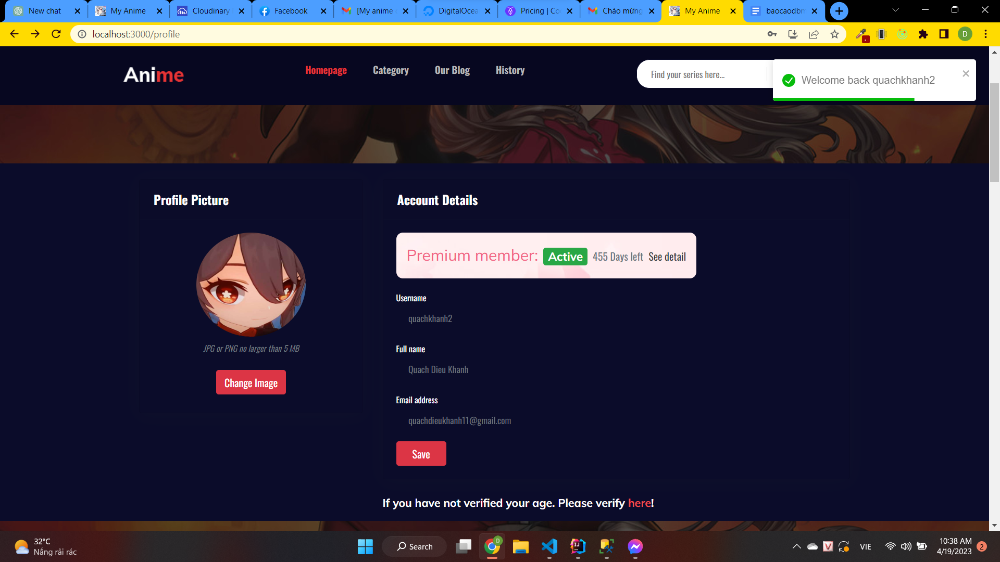 New chat
My Anime
Cloudinary
Facebook
[My anime
DigitalOcea
Pricing | Co
Chào mừng
My Anime
baocaodbm
localhost:3000/profile
D
Anime
Homepage
Category
Our Blog
History
Find your series here...
Welcome back quachkhanh2
Profile Picture
JPG or PNG no larger than 5 MB
Change Image
Account Details
Premium member: Active 455 Days left See detail
Username
quachkhanh2
Full name
Quach Dieu Khanh
Email address
quachdieukhanh11@gmail.com
Save
If you have not verified your age. Please verify here!
32°C
Nắng rải rác
Search
D
VIE
10:38 AM
4/19/2023
2